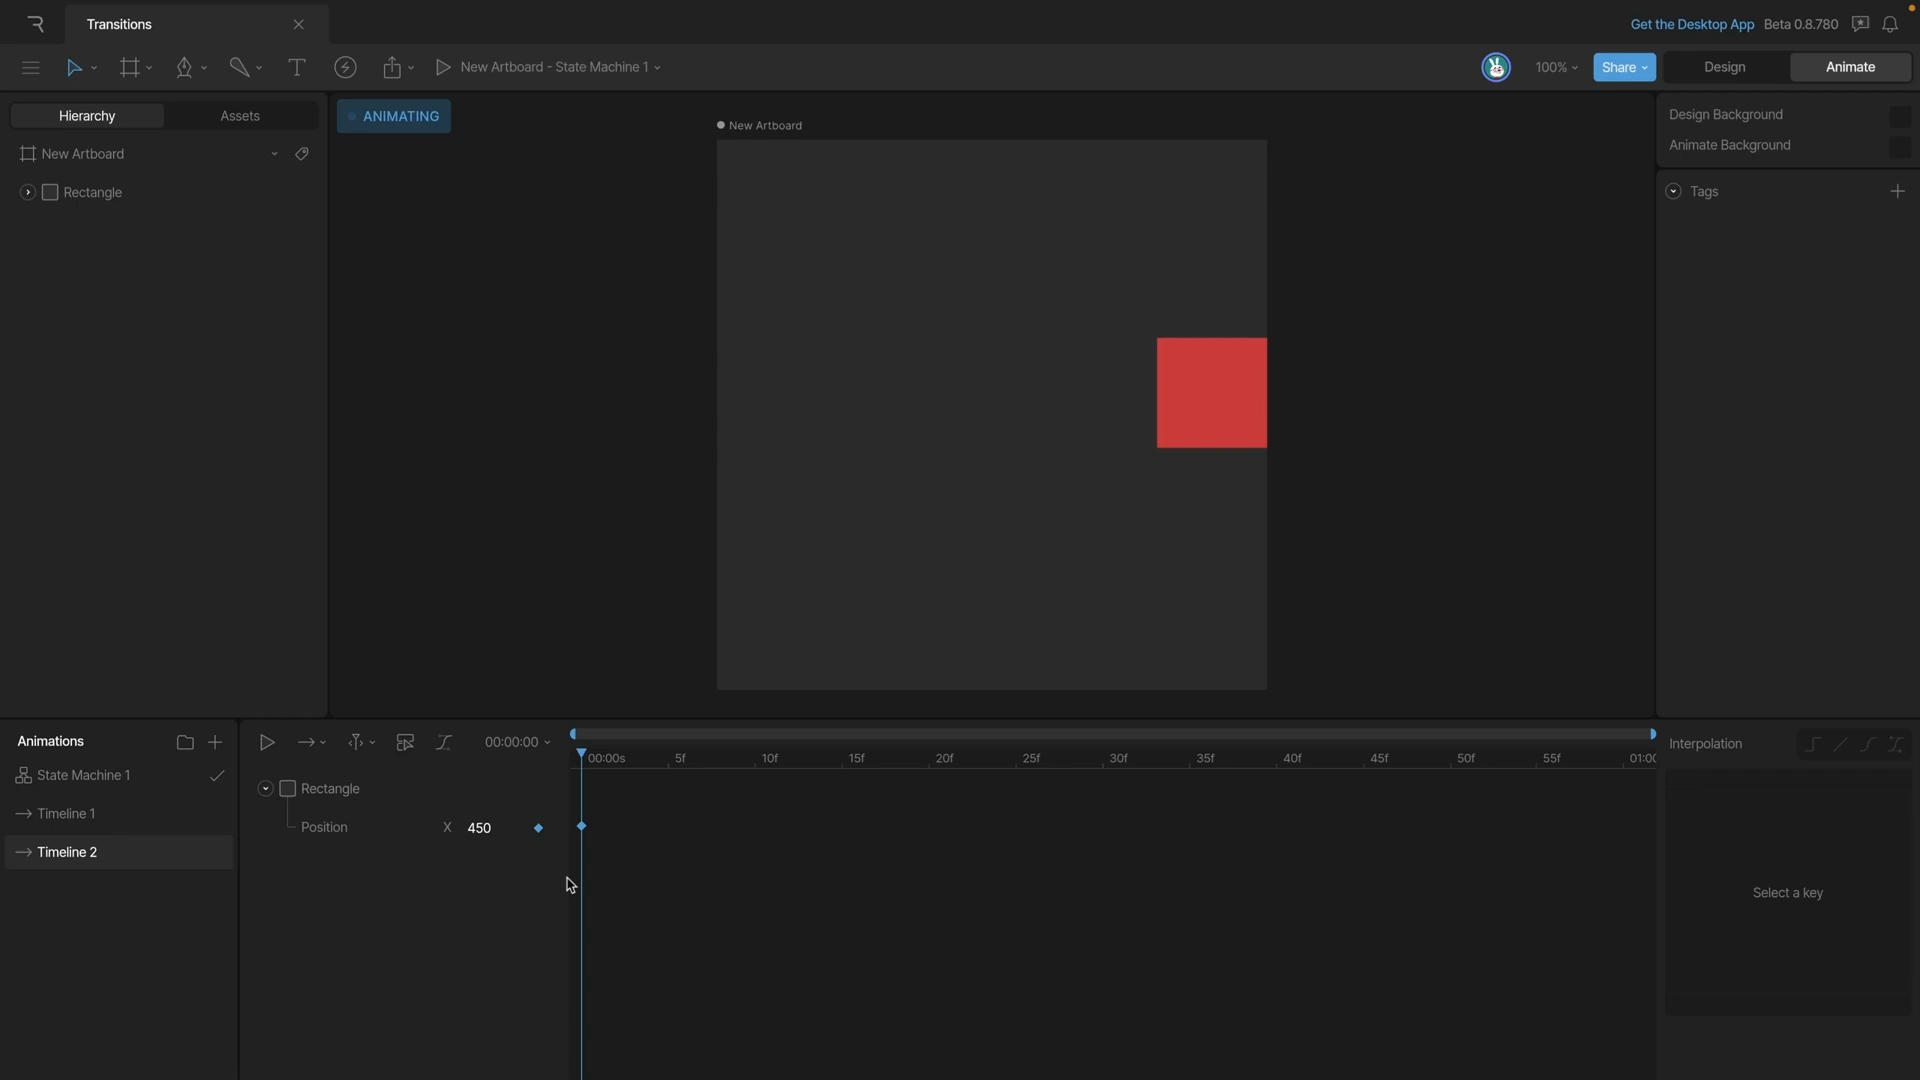 Transitions
Get the Desktop App Beta 0.8.780
New Artboard - State Machine 1
100% Share Design Animate
Hierarchy Assets
ANIMATING
New Artboard
New Artboard
Rectangle
Design Background
Animate Background
Tags
Animations
State Machine 1
Timeline 1
Timeline 2
00:00:00
00:00s 5f 10f 15f 20f 25f 30f 35f 40f 45f 50f 55f 01:00
Rectangle
Position X 450
Interpolation
Select a key